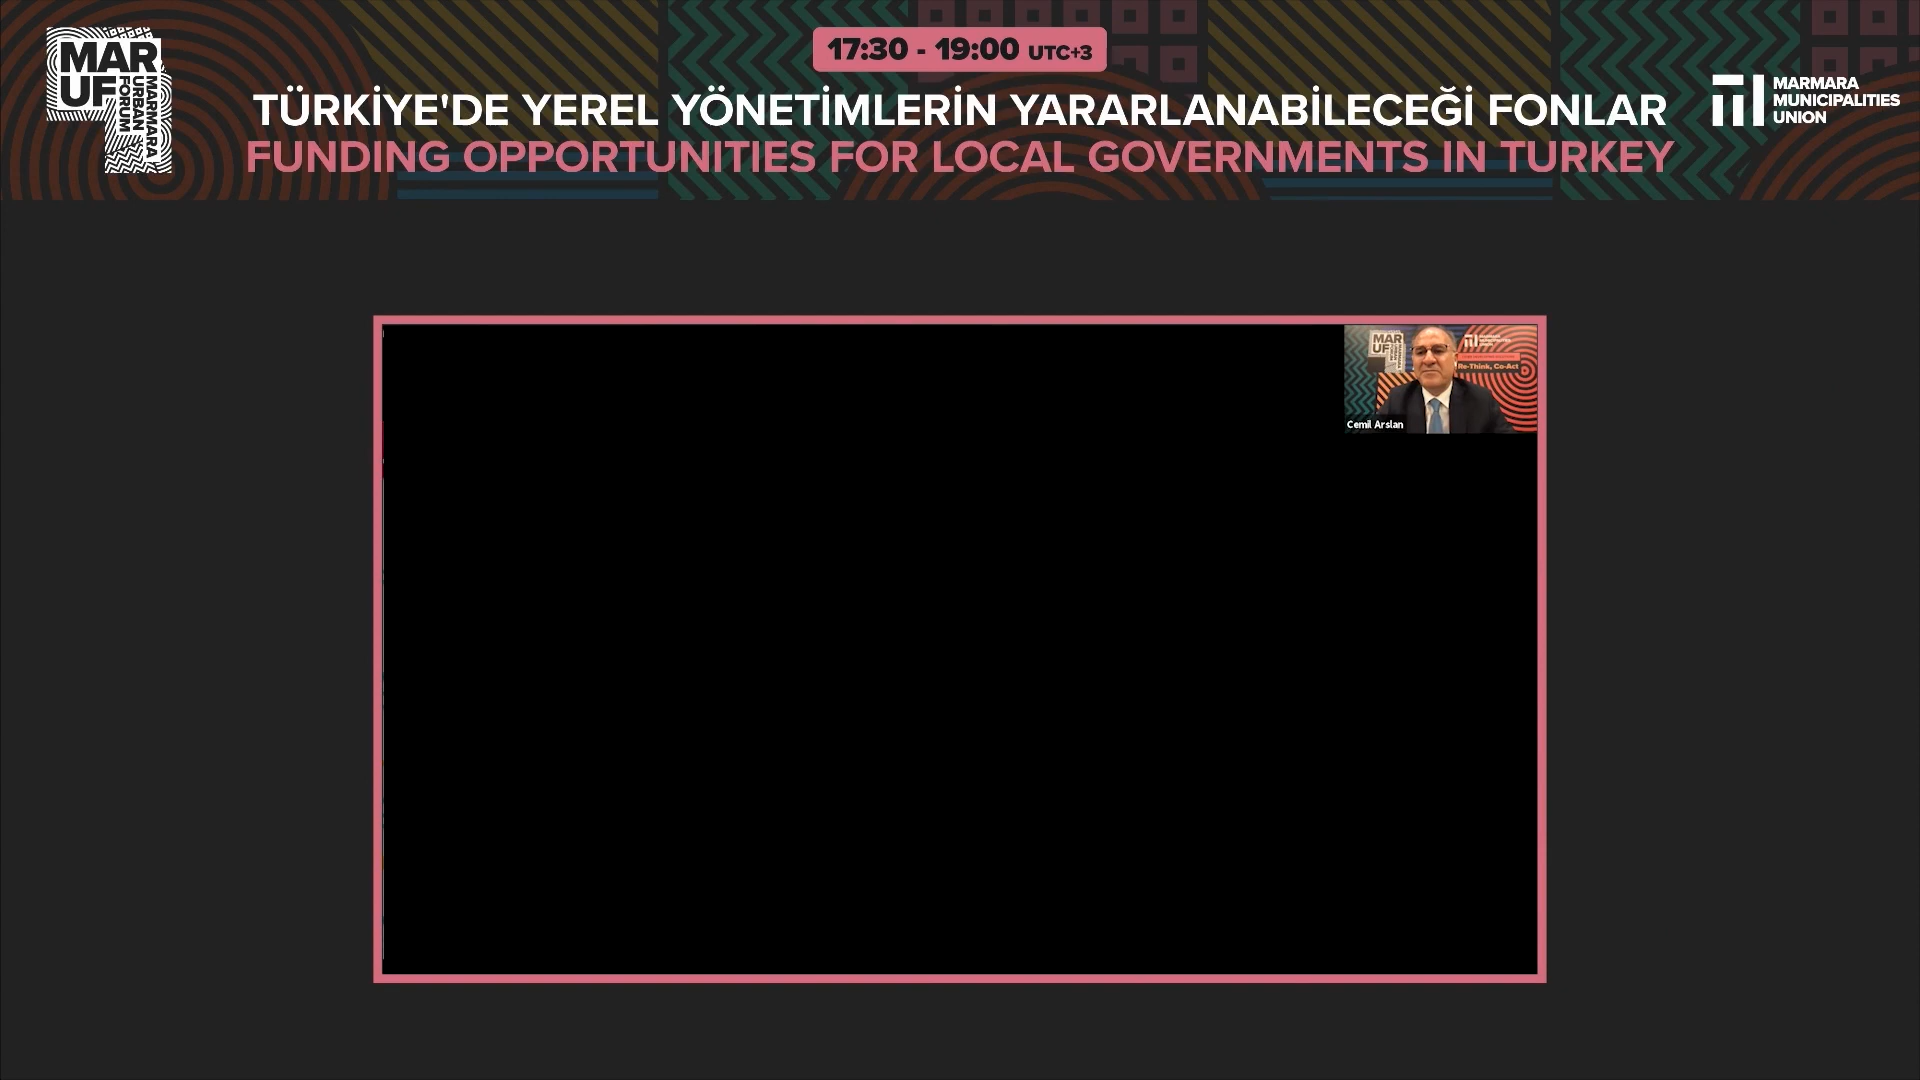 MAR
UF
MARMARA
URBAN
FORUM
17:30 - 19:00 UTC+3
TÜRKİYE'DE YEREL YÖNETİMLERİN YARARLANABİLECEĞİ FONLAR
FUNDING OPPORTUNITIES FOR LOCAL GOVERNMENTS IN TURKEY
MARMARA
MUNICIPALITIES
UNION
MAR
UF
Re-Think, Co-Act
Cemil Arslan